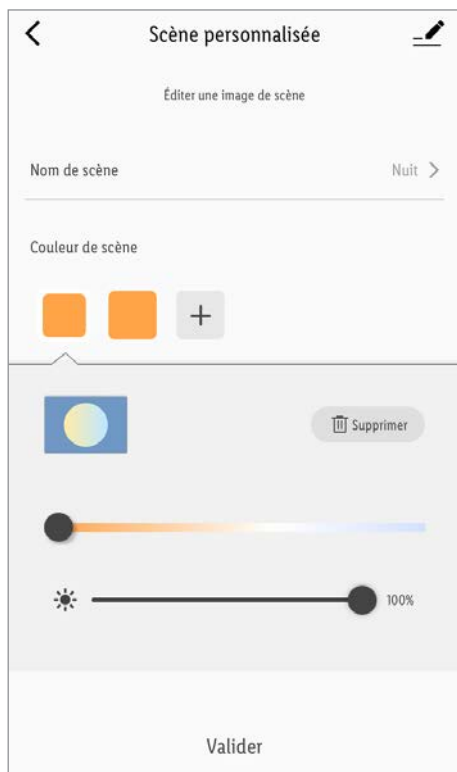 Scène personnalisée
Éditer une image de scène
Nom de scène Nuit
Couleur de scène
Supprimer
100%
Valider